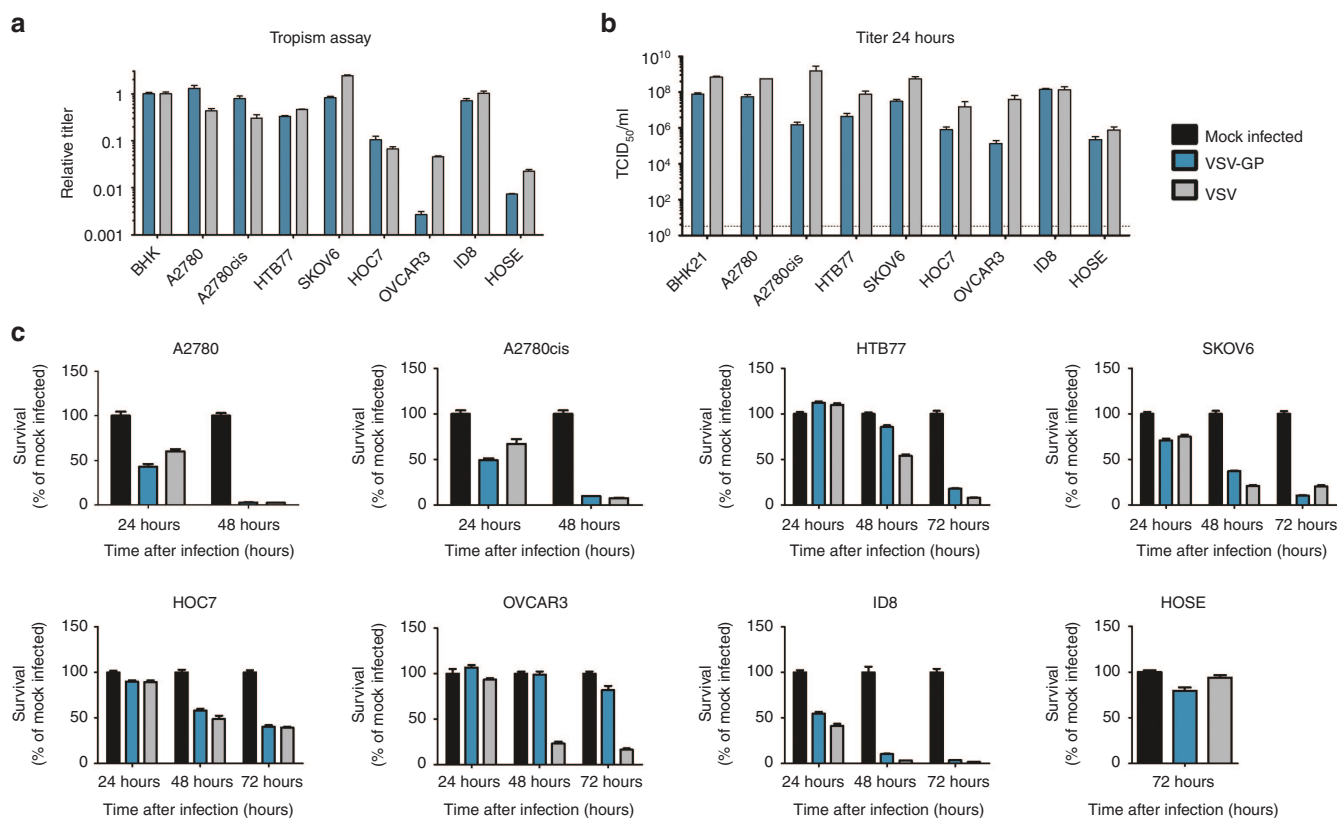 a
Tropism assay
Relative titer
1
0.1
0.01
0.001
BHK
A2780
A2780cis
HTB77
SKOV6
HOC7
OVCAR3
ID8
HOSE
b
Titer 24 hours
TCID50/ml
10^10
10^8
10^6
10^4
10^2
10^0
BHK21
A2780
A2780cis
HTB77
SKOV6
HOC7
OVCAR3
ID8
HOSE
Mock infected
VSV-GP
VSV
c
A2780
Survival
(% of mock infected)
150
100
50
0
24 hours
48 hours
Time after infection (hours)
A2780cis
Survival
(% of mock infected)
150
100
50
0
24 hours
48 hours
Time after infection (hours)
HTB77
Survival
(% of mock infected)
150
100
50
0
24 hours 48 hours 72 hours
Time after infection (hours)
SKOV6
Survival
(% of mock infected)
150
100
50
0
24 hours 48 hours 72 hours
Time after infection (hours)
HOC7
Survival
(% of mock infected)
150
100
50
0
24 hours 48 hours 72 hours
Time after infection (hours)
OVCAR3
Survival
(% of mock infected)
150
100
50
0
24 hours 48 hours 72 hours
Time after infection (hours)
ID8
Survival
(% of mock infected)
150
100
50
0
24 hours 48 hours 72 hours
Time after infection (hours)
HOSE
Survival
(% of mock infected)
150
100
50
0
72 hours
Time after infection (hours)